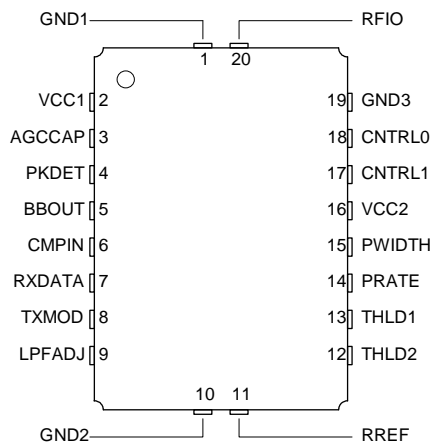 GND1 RFIO
1 20
VCC1 2 19 GND3
AGCCAP 3 18 CNTRL0
PKDET 4 17 CNTRL1
BBOUT 5 16 VCC2
CMPIN 6 15 PWIDTH
RXDATA 7 14 PRATE
TXMOD 8 13 THLD1
LPFADJ 9 12 THLD2
10 11
GND2 RREF